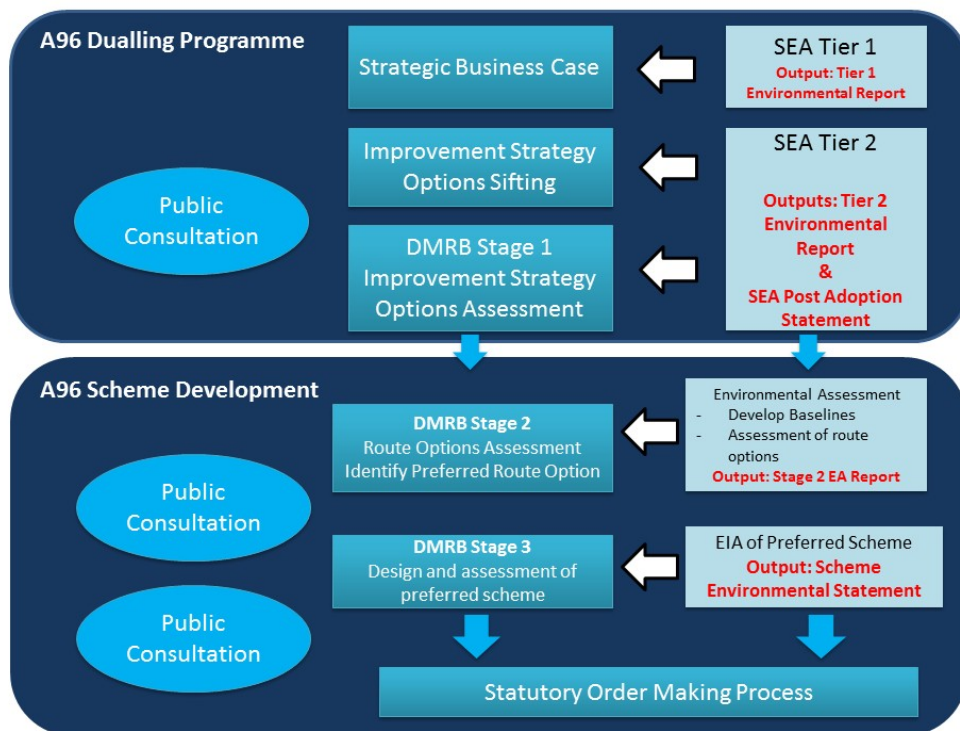 A96 Dualling Programme
Strategic Business Case
SEA Tier 1
Output: Tier 1
Environmental Report
Improvement Strategy
Options Sifting
SEA Tier 2
Outputs: Tier 2
Environmental
Report
&
SEA Post Adoption
Statement
Public
Consultation
DMRB Stage 1
Improvement Strategy
Options Assessment
A96 Scheme Development
DMRB Stage 2
Route Options Assessment
Identify Preferred Route Option
Environmental Assessment
- Develop Baselines
- Assessment of route
options
Output: Stage 2 EA Report
Public
Consultation
DMRB Stage 3
Design and assessment of
preferred scheme
EIA of Preferred Scheme
Output: Scheme
Environmental Statement
Public
Consultation
Statutory Order Making Process